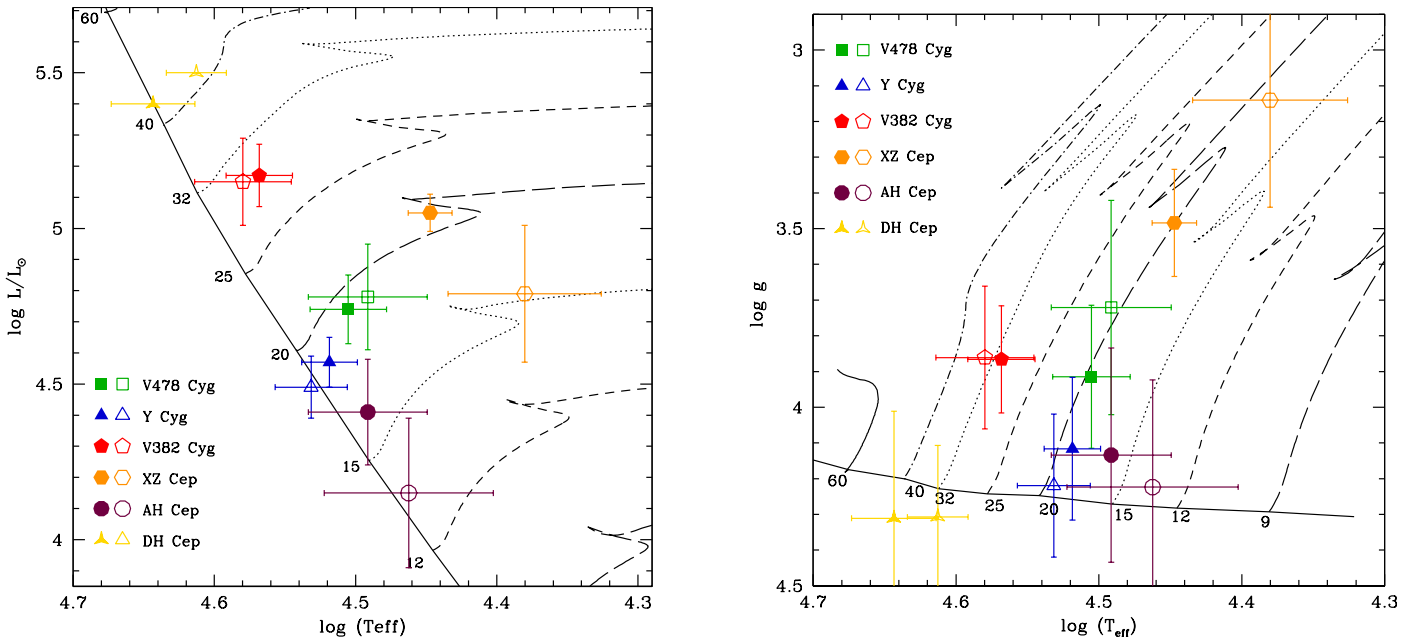 60
5.5
5
4.5
4
log L/L☉
40
32
25
20
15
12
V478 Cyg
Y Cyg
V382 Cyg
XZ Cep
AH Cep
DH Cep
4.7
4.6
4.5
4.4
4.3
log (Teff)
3
3.5
4
4.5
log g
V478 Cyg
Y Cyg
V382 Cyg
XZ Cep
AH Cep
DH Cep
60
40
32
25
20
15
12
9
4.7
4.6
4.5
4.4
4.3
log (Teff)